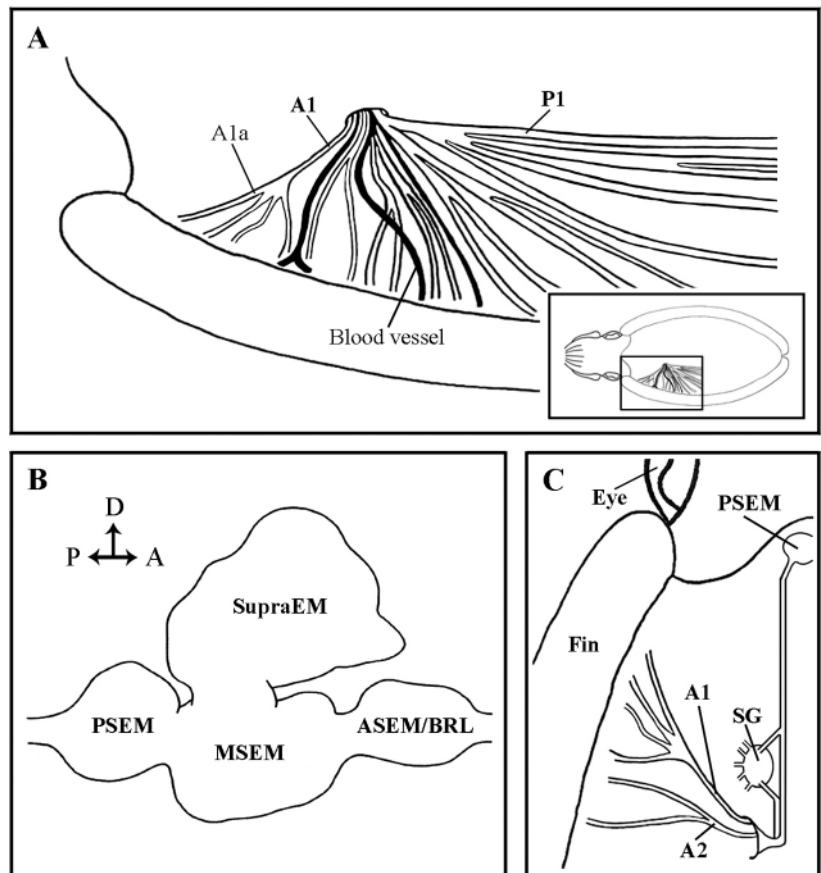 A
A1
P1
A1a
Blood vessel
B
D
P A
SupraEM
PSEM
ASEM/BRL
MSEM
C
Eye
PSEM
Fin
A1
SG
A2